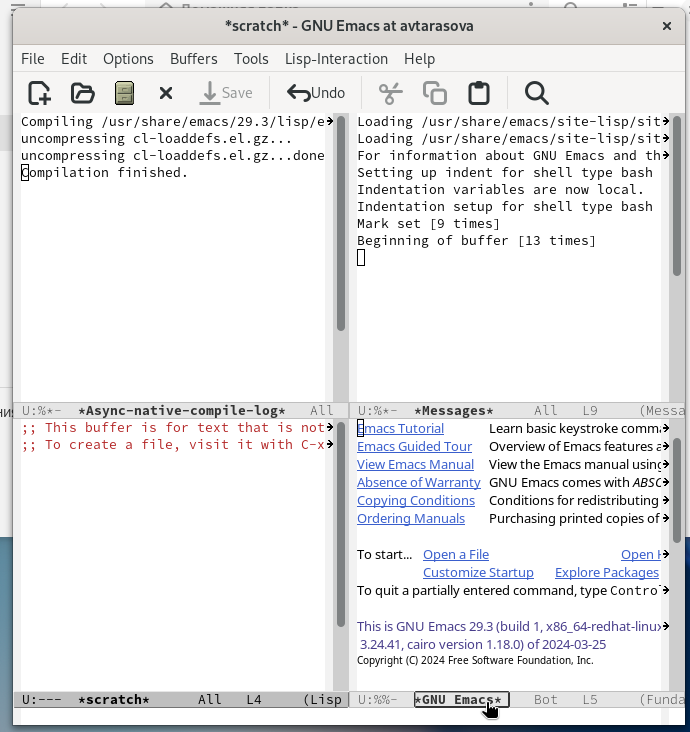 *scratch* - GNU Emacs at avtarasova
File Edit Options Buffers Tools Lisp-Interaction Help
Save Undo
Compiling /usr/share/emacs/29.3/lisp/e
uncompressing cl-loaddefs.el.gz...
uncompressing cl-loaddefs.el.gz...done
Compilation finished.
U:%*- *Async-native-compile-log* All
Loading /usr/share/emacs/site-lisp/sit
Loading /usr/share/emacs/site-lisp/sit
For information about GNU Emacs and th
Setting up indent for shell type bash
Indentation variables are now local.
Indentation setup for shell type bash
Mark set [9 times]
Beginning of buffer [13 times]
U:%*- *Messages* All L9 (Messa
;; This buffer is for text that is not
;; To create a file, visit it with C-x
U:--- *scratch* All L4 (Lisp
Emacs Tutorial Learn basic keystroke comma
Emacs Guided Tour Overview of Emacs features a
View Emacs Manual View the Emacs manual using
Absence of Warranty GNU Emacs comes with ABSO
Copying Conditions Conditions for redistributing
Ordering Manuals Purchasing printed copies of
To start... Open a File Open H
Customize Startup Explore Packages
To quit a partially entered command, type Contro
This is GNU Emacs 29.3 (build 1, x86_64-redhat-linux
3.24.41, cairo version 1.18.0) of 2024-03-25
Copyright (C) 2024 Free Software Foundation, Inc.
U:%%- *GNU Emacs* Bot L5 (Funda